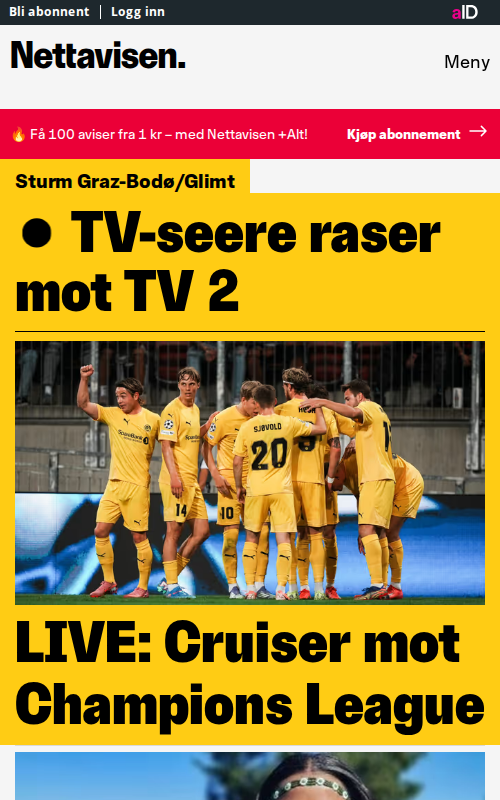 Bli abonnent | Logg inn
aID
Nettavisen.
Meny
🔥 Få 100 aviser fra 1 kr – med Nettavisen +Alt!
Kjøp abonnement →
Sturm Graz-Bodø/Glimt
● TV-seere raser
mot TV 2
SJØVOLD
20
14
10
LIVE: Cruiser mot
Champions League